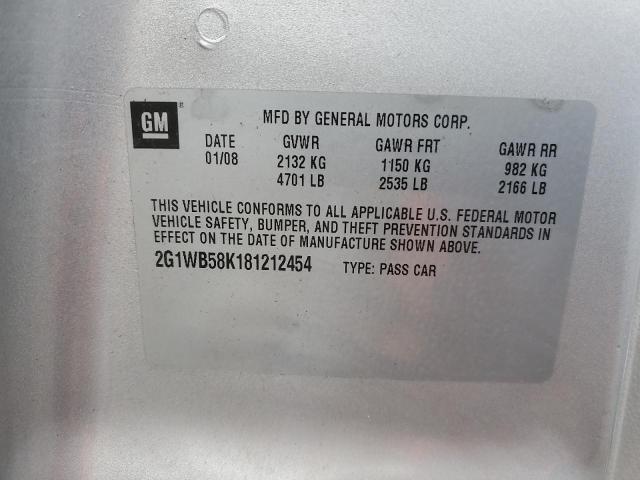 GM®
MFD BY GENERAL MOTORS CORP.
DATE GVWR GAWR FRT GAWR RR
01/08 2132 KG 1150 KG 982 KG
4701 LB 2535 LB 2166 LB
THIS VEHICLE CONFORMS TO ALL APPLICABLE U.S. FEDERAL MOTOR
VEHICLE SAFETY, BUMPER, AND THEFT PREVENTION STANDARDS IN
EFFECT ON THE DATE OF MANUFACTURE SHOWN ABOVE.
2G1WB58K181212454 TYPE: PASS CAR